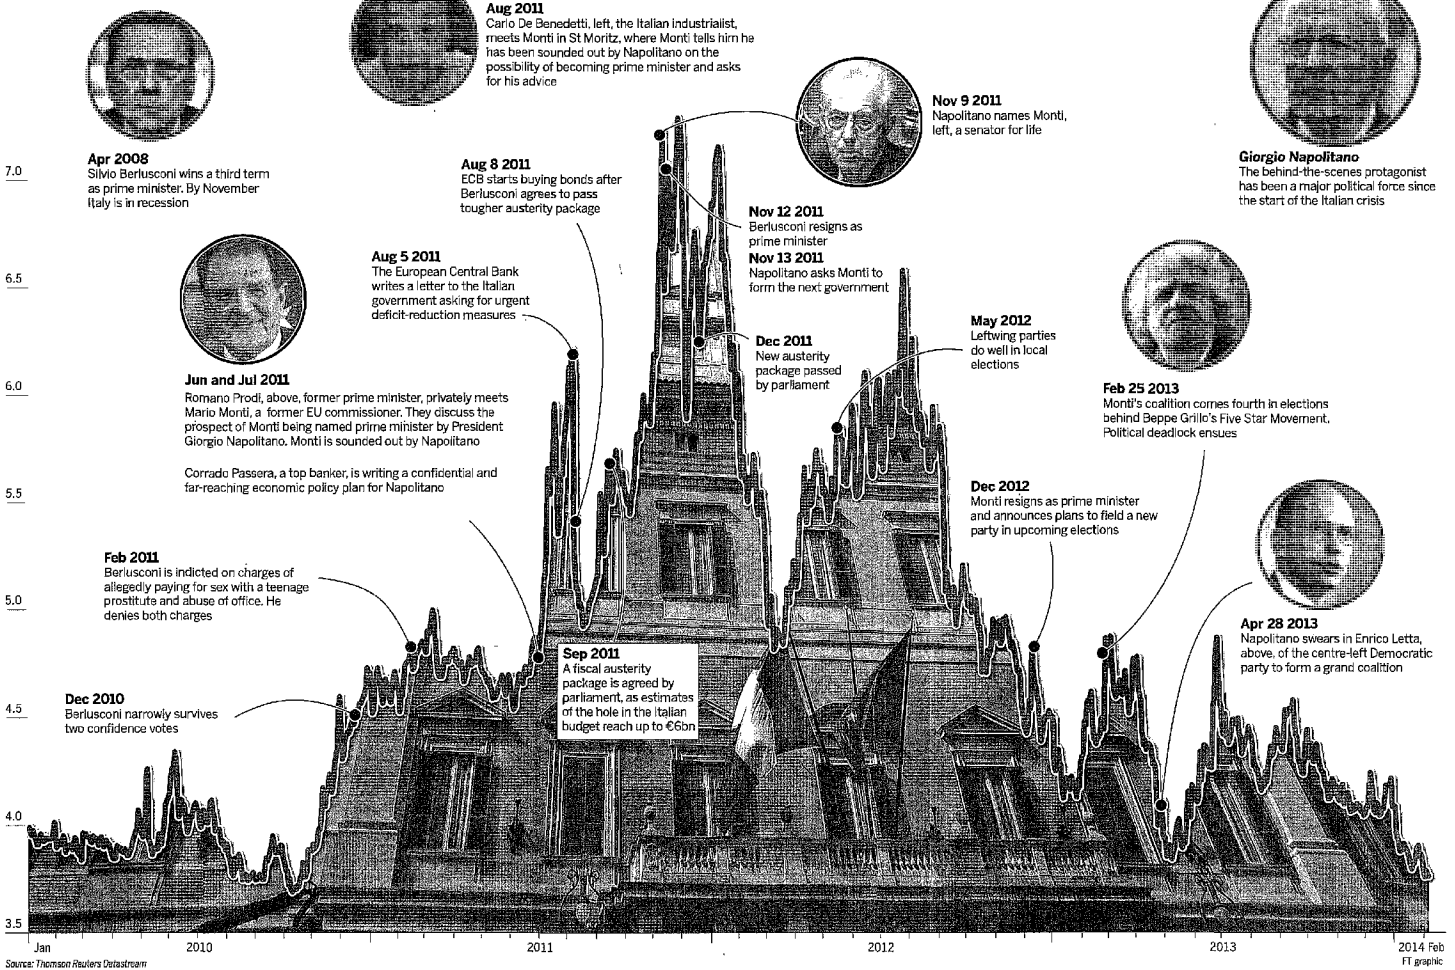 Aug 2011
Carlo De Benedetti, left, the Italian industrialist,
meets Monti in St Moritz, where Monti tells him he
has been sounded out by Napolitano on the
possibility of becoming prime minister and asks
for his advice
Nov 9 2011
Napolitano names Monti,
left, a senator for life
Apr 2008
Silvio Berlusconi wins a third term
as prime minister. By November
Italy is in recession
Giorgio Napolitano
The behind-the-scenes protagonist
has been a major political force since
the start of the Italian crisis
Aug 8 2011
ECB starts buying bonds after
Berlusconi agrees to pass
tougher austerity package
Nov 12 2011
Berlusconi resigns as
prime minister
Nov 13 2011
Napolitano asks Monti to
form the next government
Aug 5 2011
The European Central Bank
writes a letter to the Italian
government asking for urgent
deficit-reduction measures
May 2012
Leftwing parties
do well in local
elections
Dec 2011
New austerity
package passed
by parliament
Jun and Jul 2011
Romano Prodi, above, former prime minister, privately meets
Mario Monti, a former EU commissioner. They discuss the
prospect of Monti being named prime minister by President
Giorgio Napolitano. Monti is sounded out by Napolitano
Corrado Passera, a top banker, is writing a confidential and
far-reaching economic policy plan for Napolitano
Feb 25 2013
Monti's coalition comes fourth in elections
behind Beppe Grillo's Five Star Movement.
Political deadlock ensues
Dec 2012
Monti resigns as prime minister
and announces plans to field a new
party in upcoming elections
Feb 2011
Berlusconi is indicted on charges of
allegedly paying for sex with a teenage
prostitute and abuse of office. He
denies both charges
Apr 28 2013
Napolitano swears in Enrico Letta,
above, of the centre-left Democratic
party to form a grand coalition
Sep 2011
A fiscal austerity
package is agreed by
parliament, as estimates
of the hole in the Italian
budget reach up to €6bn
Dec 2010
Berlusconi narrowly survives
two confidence votes
7.0
6.5
6.0
5.5
5.0
4.5
4.0
3.5
Jan 2010 2011 2012 2013 2014 Feb
Source: Thomson Reuters Datastream
FT graphic